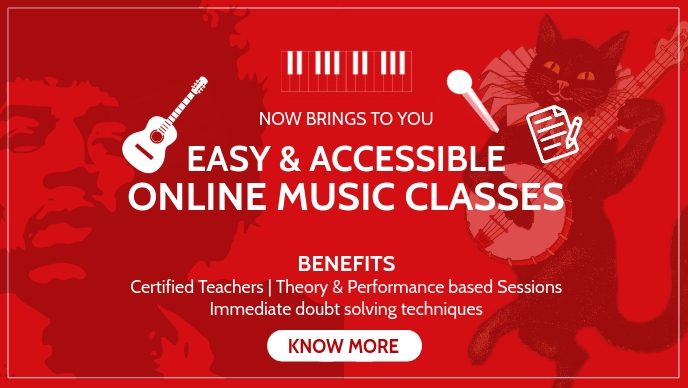 NOW BRINGS TO YOU
EASY & ACCESSIBLE
ONLINE MUSIC CLASSES
BENEFITS
Certified Teachers | Theory & Performance based Sessions
Immediate doubt solving techniques
KNOW MORE